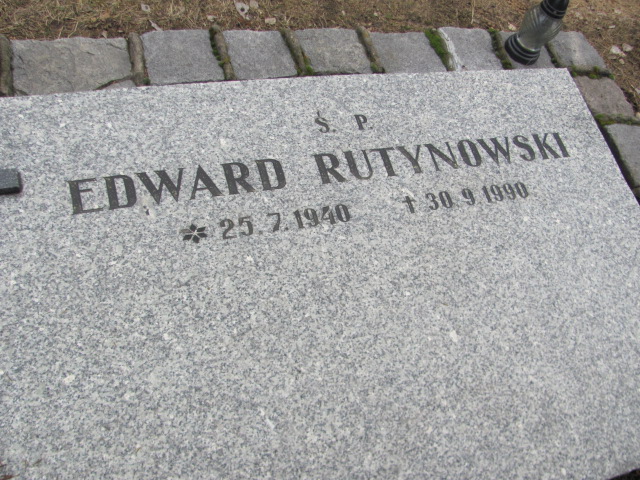 Ś. P.
EDWARD RUTYNOWSKI
* 25 7. 1940 † 30 9 1990